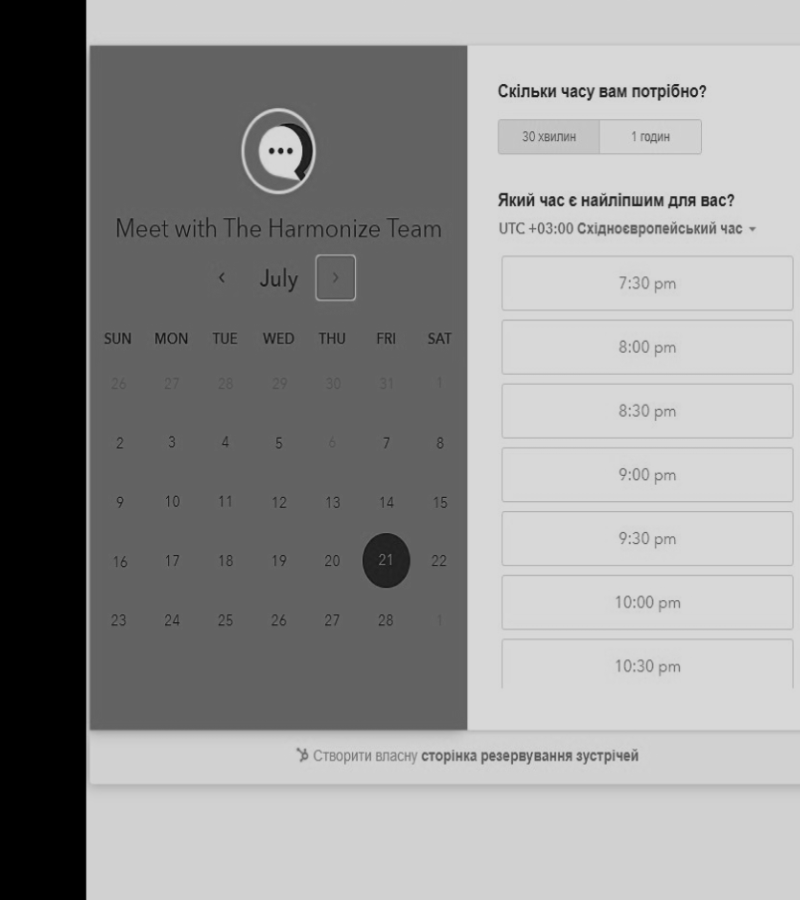 Meet with The Harmonize Team
July
SUN MON TUE WED THU FRI SAT
26 27 28 29 30 31 1
2 3 4 5 6 7 8
9 10 11 12 13 14 15
16 17 18 19 20 21 22
23 24 25 26 27 28 1
Скільки часу вам потрібно?
30 хвилин 1 годин
Який час є найліпшим для вас?
UTC +03:00 Східноєвропейський час
7:30 pm
8:00 pm
8:30 pm
9:00 pm
9:30 pm
10:00 pm
10:30 pm
Створити власну сторінка резервування зустрічей